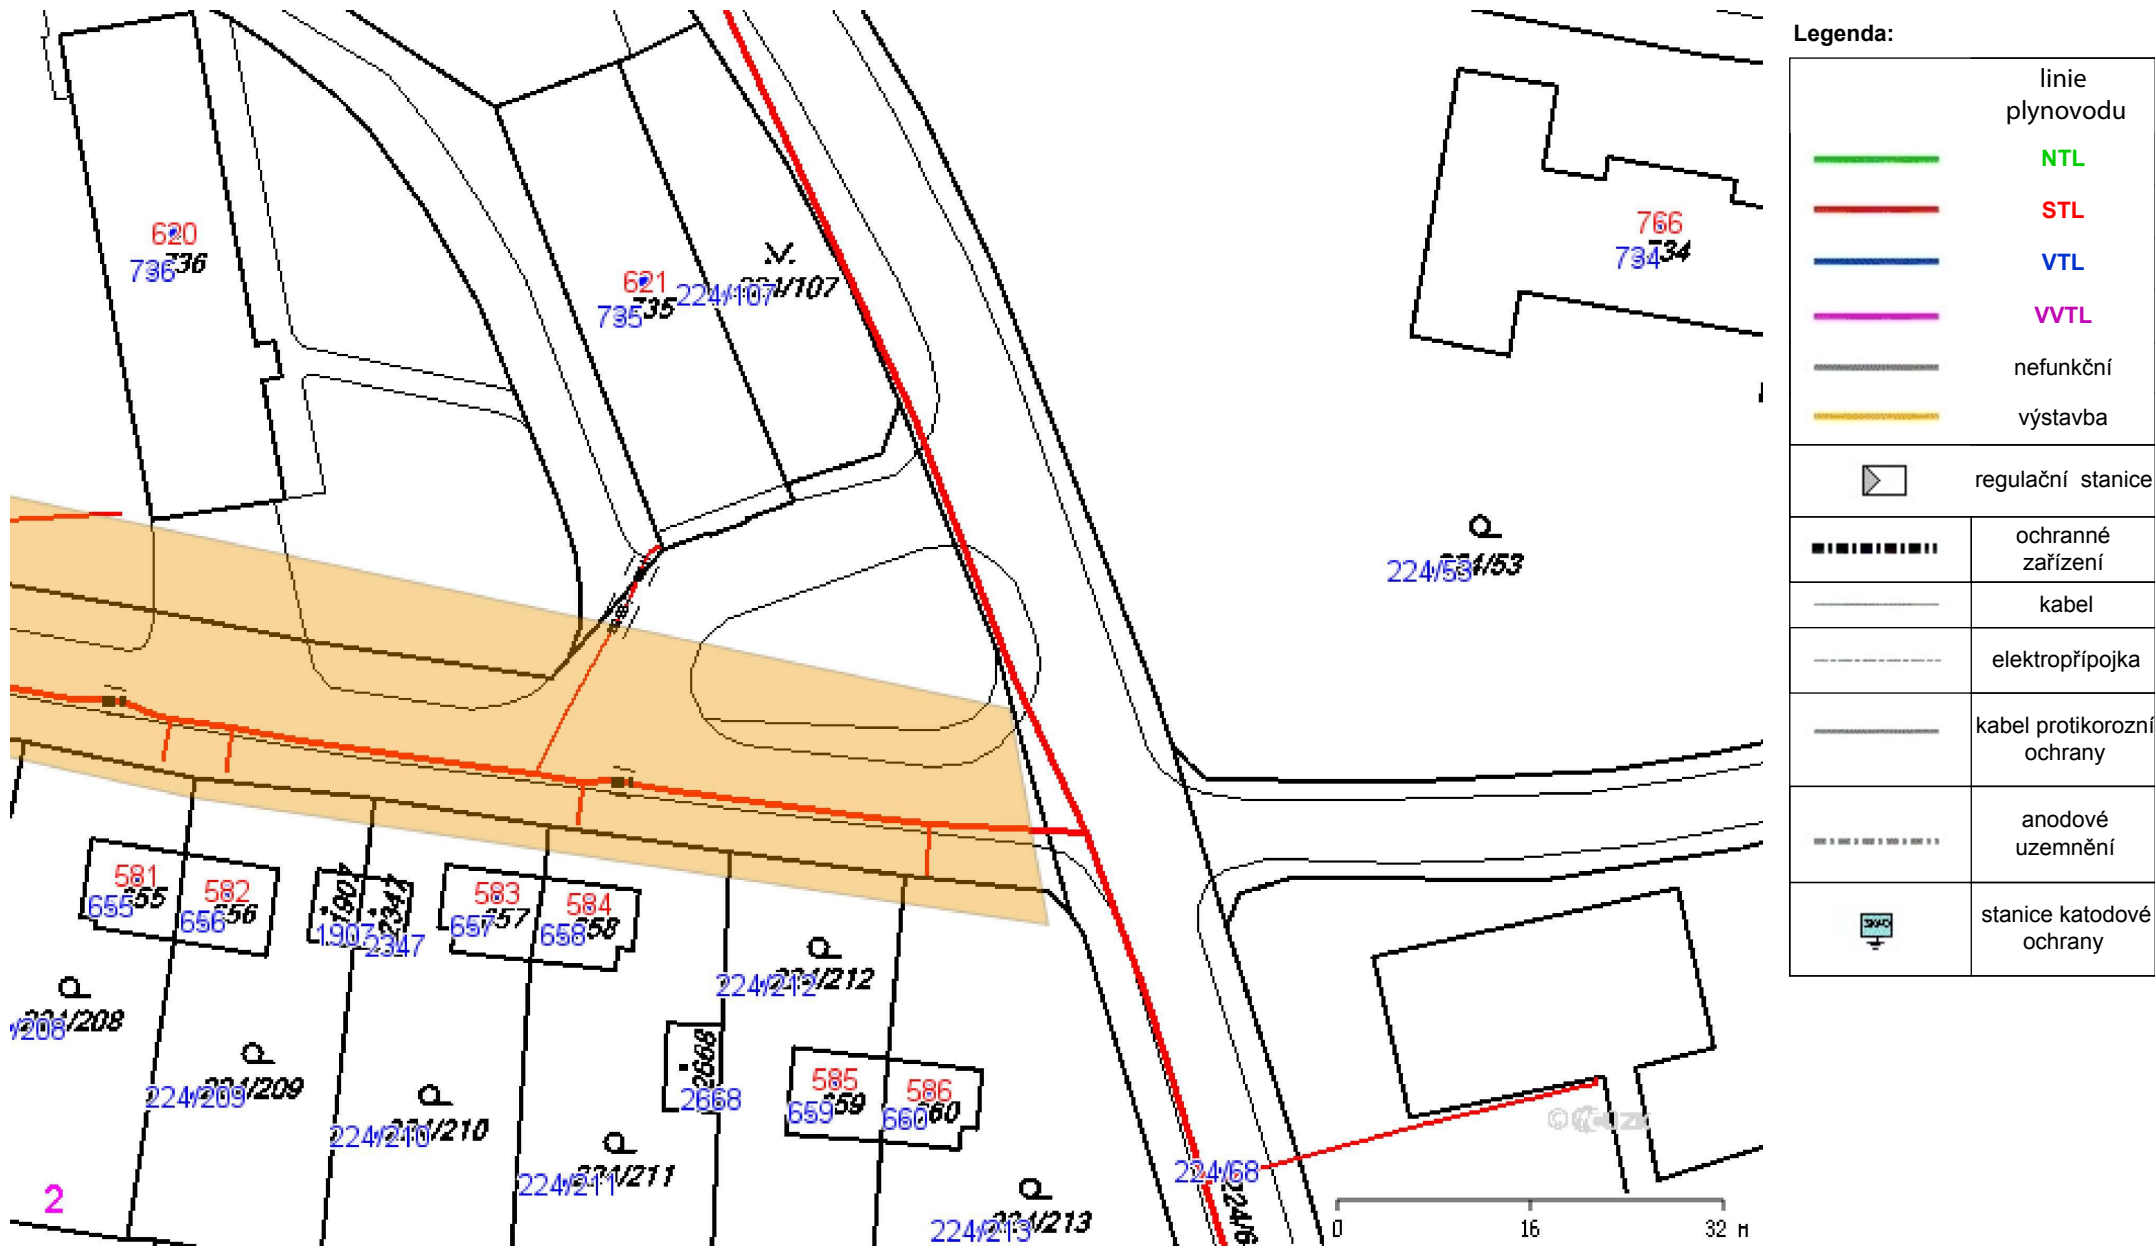 Legenda:
linie
plynovodu
NTL
STL
VTL
VVTL
nefunkční
výstavba
regulační stanice
ochranné
zařízení
kabel
elektropřípojka
kabel protikorozní
ochrany
anodové
uzemnění
stanice katodové
ochrany
620
736
621
735
224/107
766
734
224/53
581
655
582
656
1907
2347
583
657
584
658
224/212
224/208
224/209
224/210
224/211
2668
585
659
586
660
224/213
224/68
2
0 16 32 M